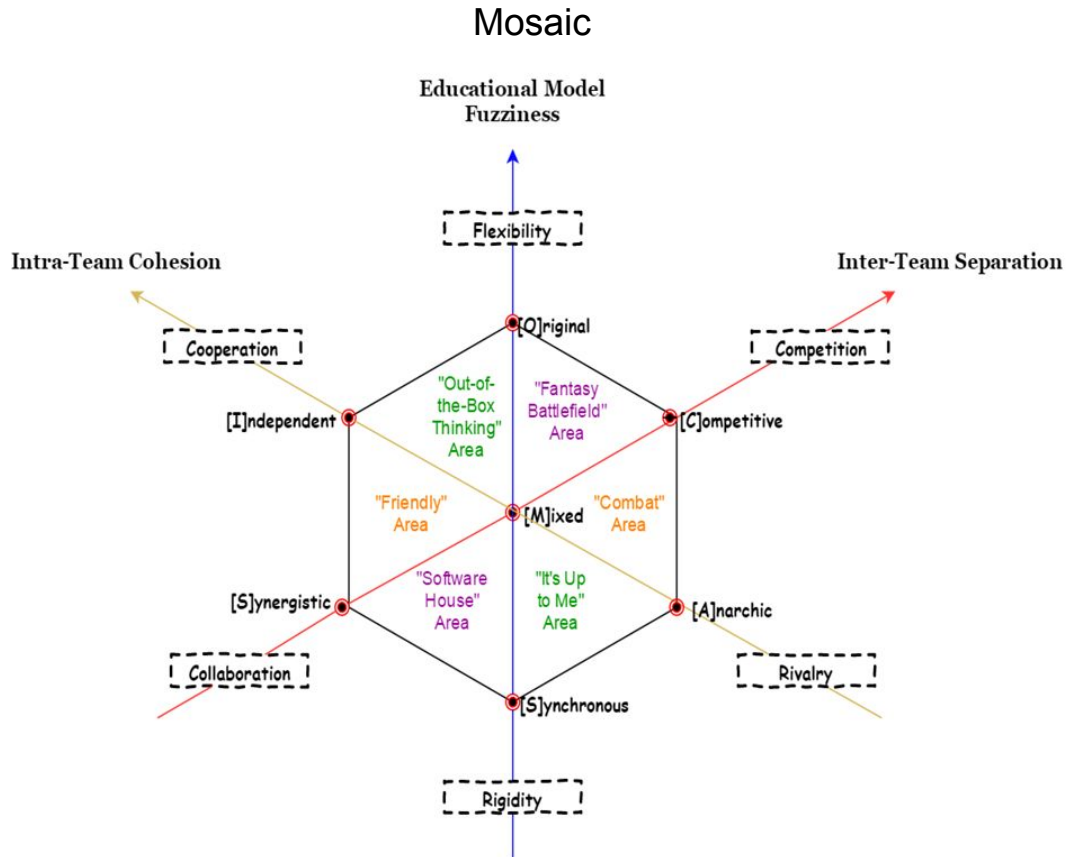 Mosaic
Educational Model
Fuzziness
Flexibility
Intra-Team Cohesion
Inter-Team Separation
[O]riginal
Cooperation
Competition
"Out-of-
the-Box
Thinking"
Area
"Fantasy
Battlefield"
Area
[I]ndependent
[C]ompetitive
"Friendly"
Area
[M]ixed
"Combat"
Area
"Software
House"
Area
"It's Up
to Me"
Area
[S]ynergistic
[A]narchic
Collaboration
Rivalry
[S]ynchronous
Rigidity